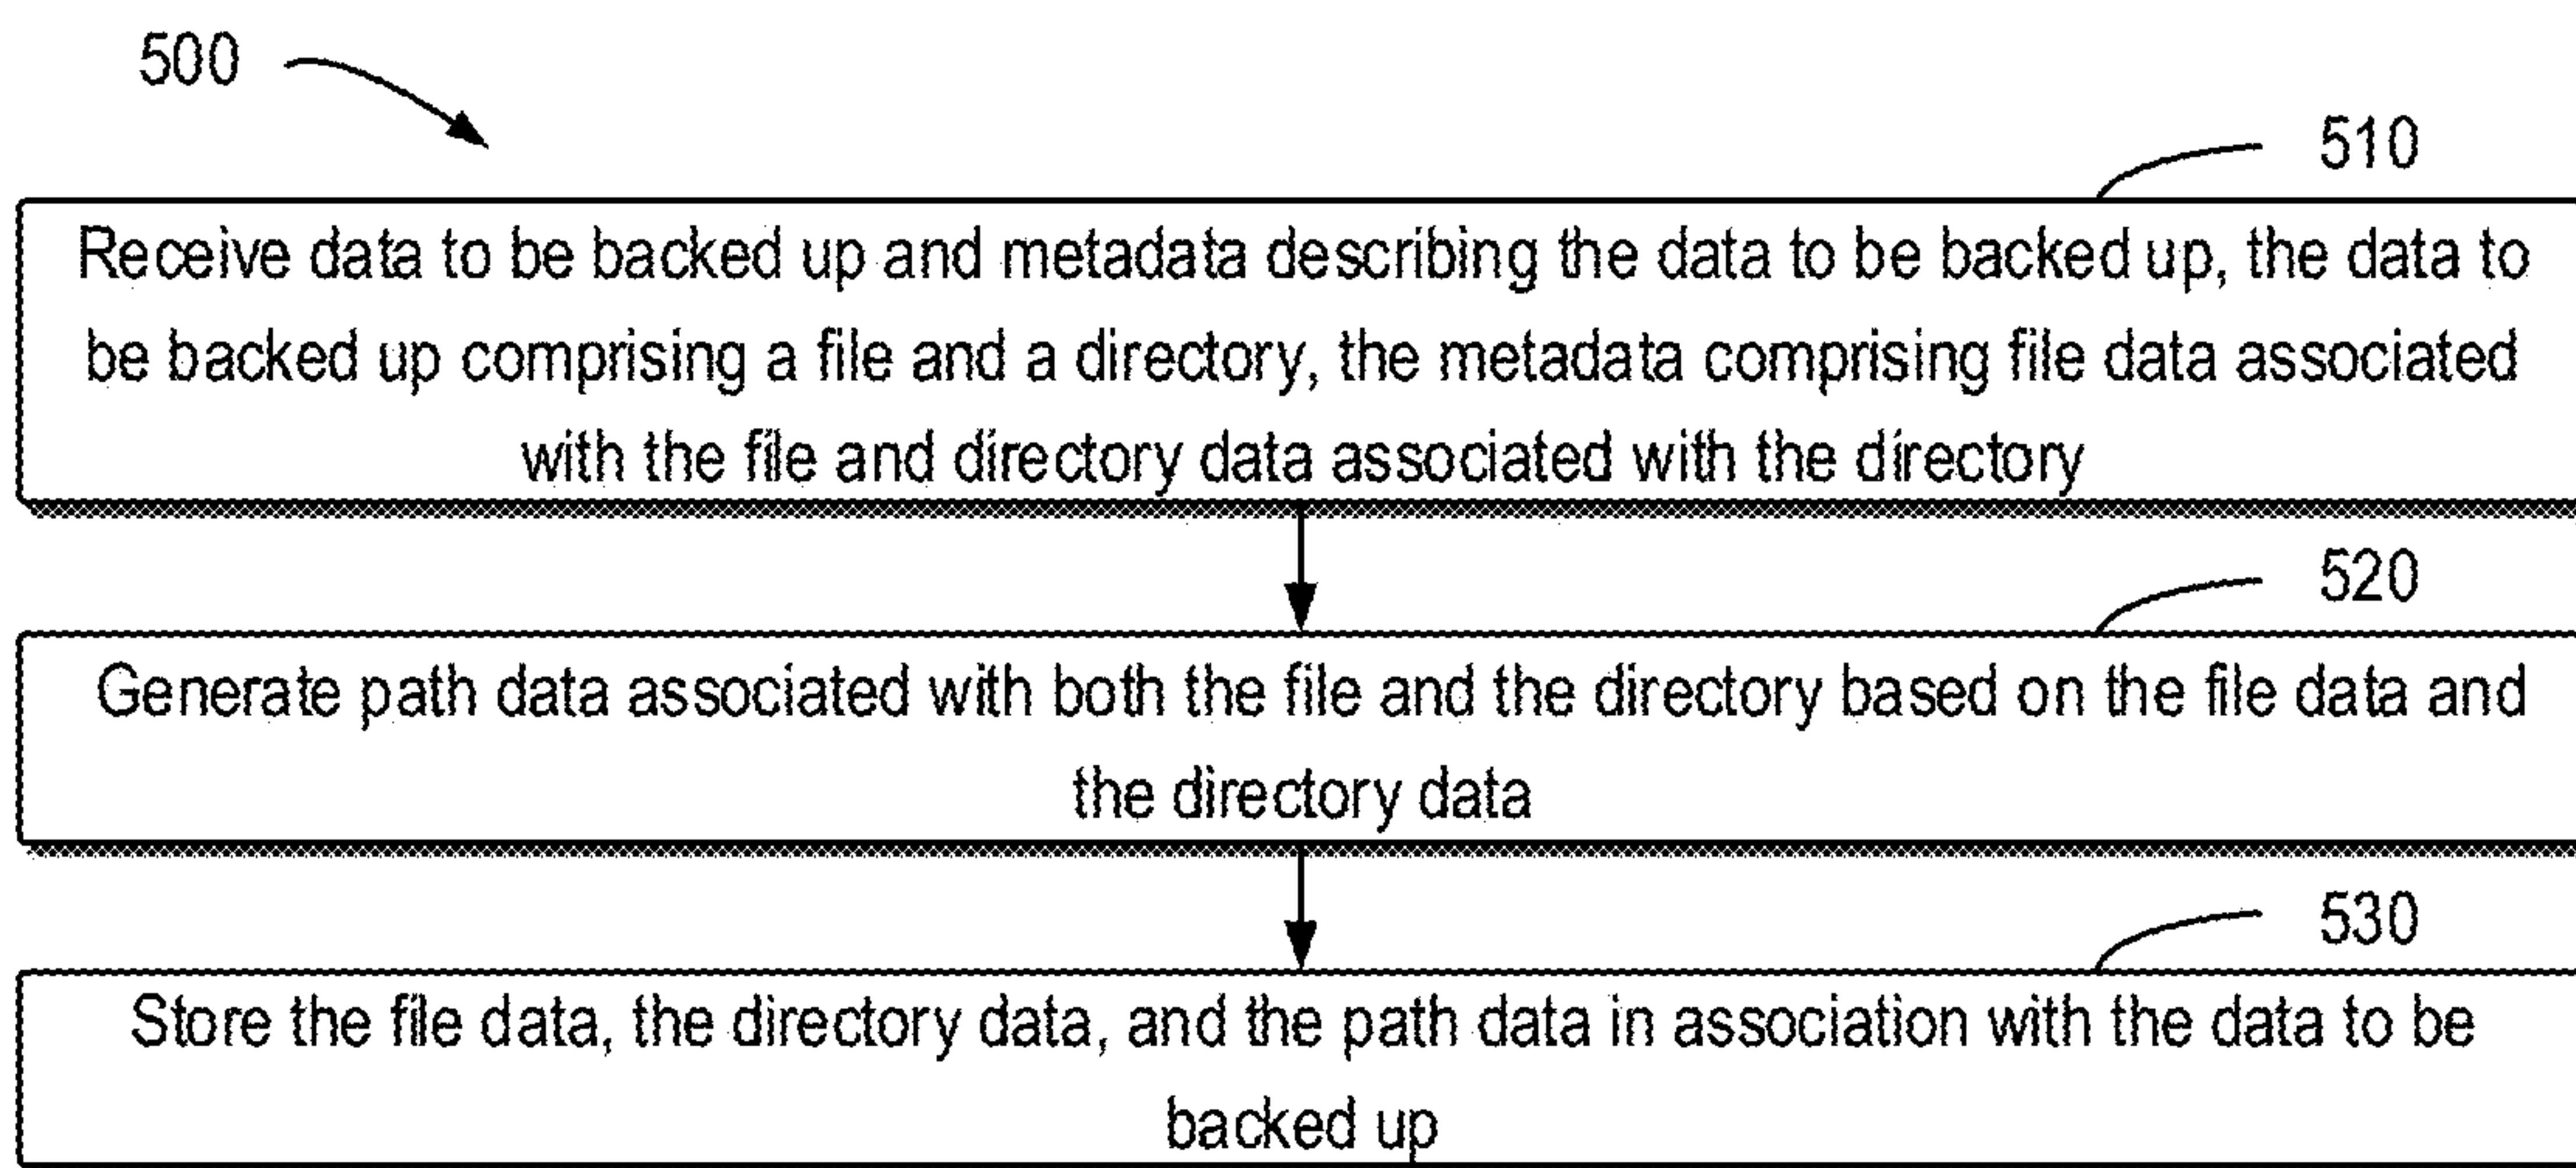 500
510
Receive data to be backed up and metadata describing the data to be backed up, the data to
be backed up comprising a file and a directory, the metadata comprising file data associated
with the file and directory data associated with the directory
520
Generate path data associated with both the file and the directory based on the file data and
the directory data
530
Store the file data, the directory data, and the path data in association with the data to be
backed up